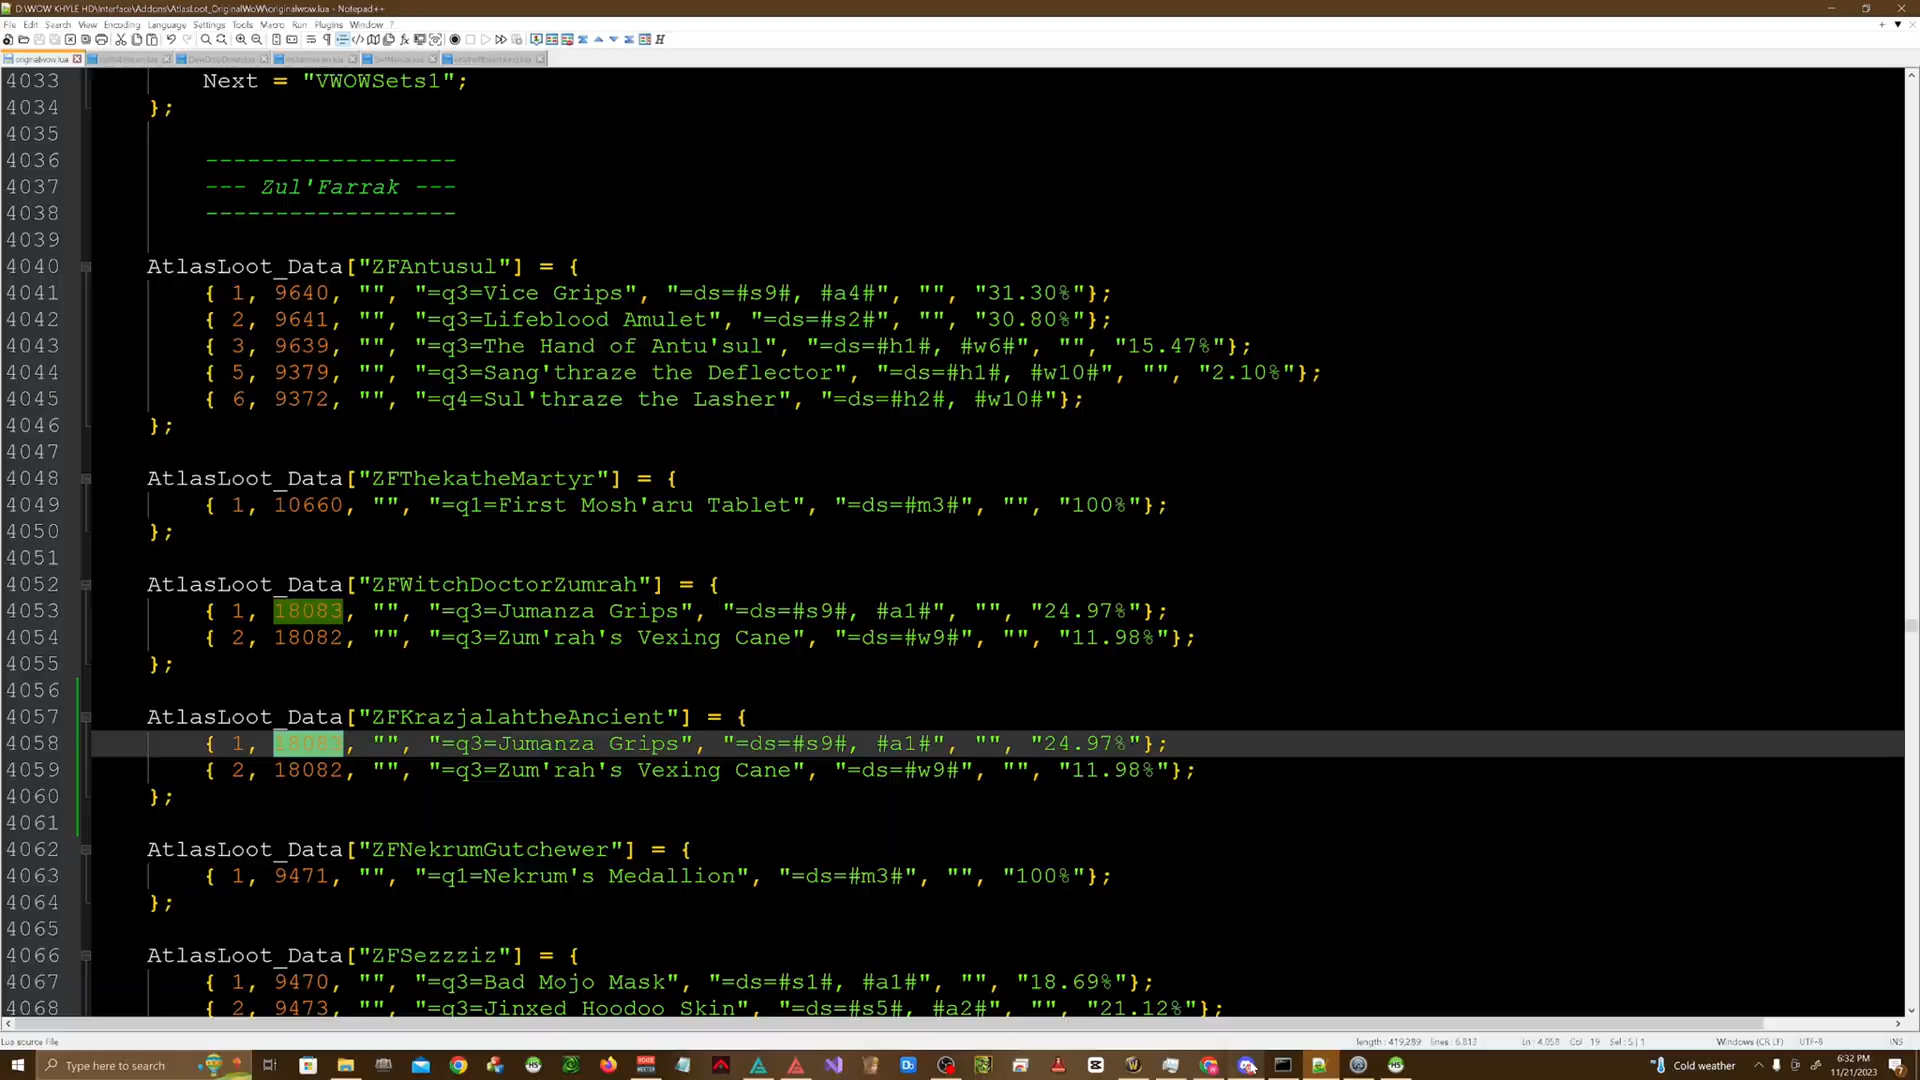 D:\WOW KHYLE HD\Interface\Addons\AtlasLoot_OriginalWoW\originalwow.lua - Notepad++
File Edit Search View Encoding Language Settings Tools Macro Run Plugins Window ?
originalwow.lua
4033 Next = "VWOWSets1";
4034 };
4035
4036 ------------------
4037 --- Zul'Farrak ---
4038 ------------------
4039
4040 AtlasLoot_Data["ZFAntusul"] = {
4041 { 1, 9640, "", "=q3=Vice Grips", "=ds=#s9#, #a4#", "", "31.30%"};
4042 { 2, 9641, "", "=q3=Lifeblood Amulet", "=ds=#s2#", "", "30.80%"};
4043 { 3, 9639, "", "=q3=The Hand of Antu'sul", "=ds=#h1#, #w6#", "", "15.47%"};
4044 { 5, 9379, "", "=q3=Sang'thraze the Deflector", "=ds=#h1#, #w10#", "", "2.10%"};
4045 { 6, 9372, "", "=q4=Sul'thraze the Lasher", "=ds=#h2#, #w10#"};
4046 };
4047
4048 AtlasLoot_Data["ZFThekatheMartyr"] = {
4049 { 1, 10660, "", "=q1=First Mosh'aru Tablet", "=ds=#m3#", "", "100%"};
4050 };
4051
4052 AtlasLoot_Data["ZFWitchDoctorZumrah"] = {
4053 { 1, 18083, "", "=q3=Jumanza Grips", "=ds=#s9#, #a1#", "", "24.97%"};
4054 { 2, 18082, "", "=q3=Zum'rah's Vexing Cane", "=ds=#w9#", "", "11.98%"};
4055 };
4056
4057 AtlasLoot_Data["ZFKrazjalahtheAncient"] = {
4058 { 1, 18083, "", "=q3=Jumanza Grips", "=ds=#s9#, #a1#", "", "24.97%"};
4059 { 2, 18082, "", "=q3=Zum'rah's Vexing Cane", "=ds=#w9#", "", "11.98%"};
4060 };
4061
4062 AtlasLoot_Data["ZFNekrumGutchewer"] = {
4063 { 1, 9471, "", "=q1=Nekrum's Medallion", "=ds=#m3#", "", "100%"};
4064 };
4065
4066 AtlasLoot_Data["ZFSezzziz"] = {
4067 { 1, 9470, "", "=q3=Bad Mojo Mask", "=ds=#s1#, #a1#", "", "18.69%"};
4068 { 2, 9473, "", "=q3=Jinxed Hoodoo Skin", "=ds=#s5#, #a2#", "", "21.12%"};
Lua source File length : 419,289 lines : 6,813 Ln : 4,058 Col : 19 Sel : 5 | 1 Windows (CR LF) UTF-8 INS
Type here to search
Cold weather
6:32 PM
11/21/2023